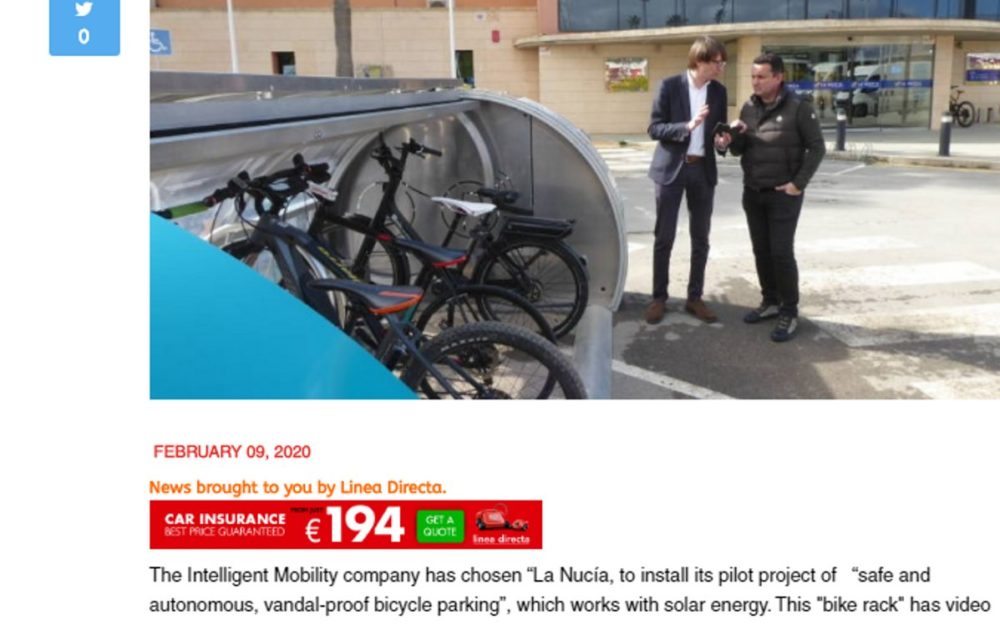 0
FEBRUARY 09, 2020
News brought to you by Linea Directa.
CAR INSURANCE
BEST PRICE GUARANTEED
€194
GET A
QUOTE
linea directa
The Intelligent Mobility company has chosen “La Nucía, to install its pilot project of “safe and
autonomous, vandal-proof bicycle parking”, which works with solar energy. This "bike rack" has video